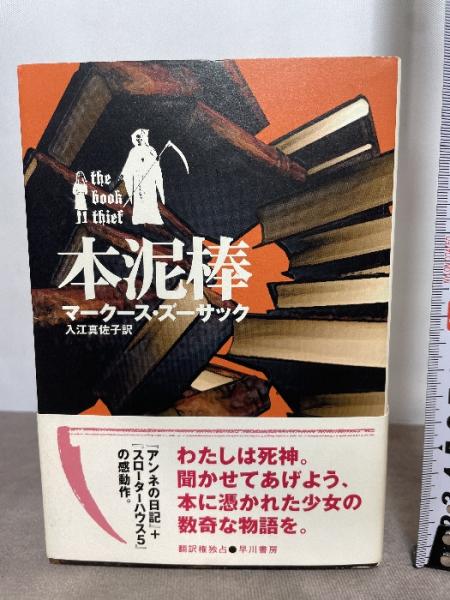 the
book
thief
本泥棒
マークース・ズーサック
入江真佐子訳
『アンネの日記』+
『スローターハウス5』
の感動作。
わたしは死神。
聞かせてあげよう、
本に憑かれた少女の
数奇な物語を。
翻訳権独占●早川書房